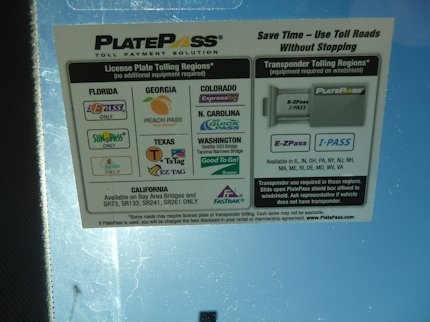 PLATEPASS®
TOLL PAYMENT SOLUTION
Save Time – Use Toll Roads
Without Stopping
License Plate Tolling Regions*
(no additional equipment required)
FLORIDA
E-PASS
ONLY
SUNPASS
ONLY
ONLY
GEORGIA
PEACH PASS
TEXAS
TxTag
EZ TAG
COLORADO
ExpressToll
N. CAROLINA
NC
QUICK
PASS
WASHINGTON
Seattle 520 Bridge
Tacoma Narrows Bridge
Good To Go!
CALIFORNIA
Available on Bay Area Bridges and
SR73, SR133, SR241, SR261 ONLY
FASTRAK®
Transponder Tolling Regions*
(equipment required on windshield)
PLATEPASS
E-ZPass
I-PASS
E-ZPass
I-PASS
Available in IL, IN, OH, PA, NY, NJ, NH,
MA, ME, RI, DE, MD, WV, VA
Transponder use required in these regions.
Slide open PlatePass shield box affixed to
windshield. Ask representative if vehicle
does not have transponder.
*Some roads may require license plate or transponder tolling. Cash lanes may not be available.
If PlatePass is used, you will be charged the fees disclosed in your rental or membership agreement. www.PlatePass.com